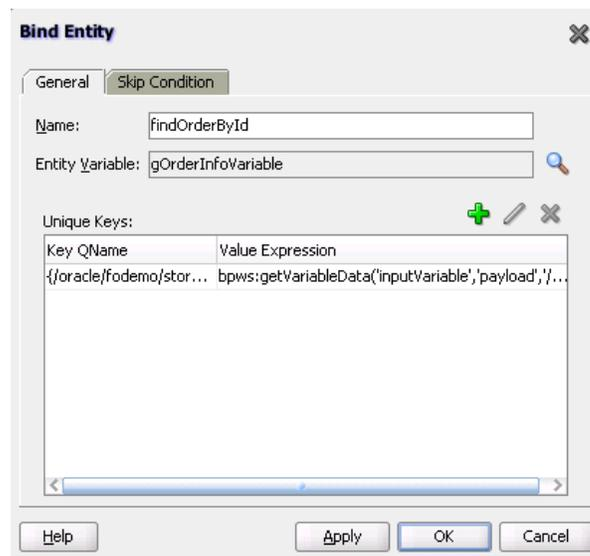 Bind Entity
General Skip Condition
Name: findOrderById
Entity Variable: gOrderInfoVariable
Unique Keys:
Key QName Value Expression
{/oracle/fodemo/stor... bpws:getVariableData('inputVariable','payload','/...
Help Apply OK Cancel